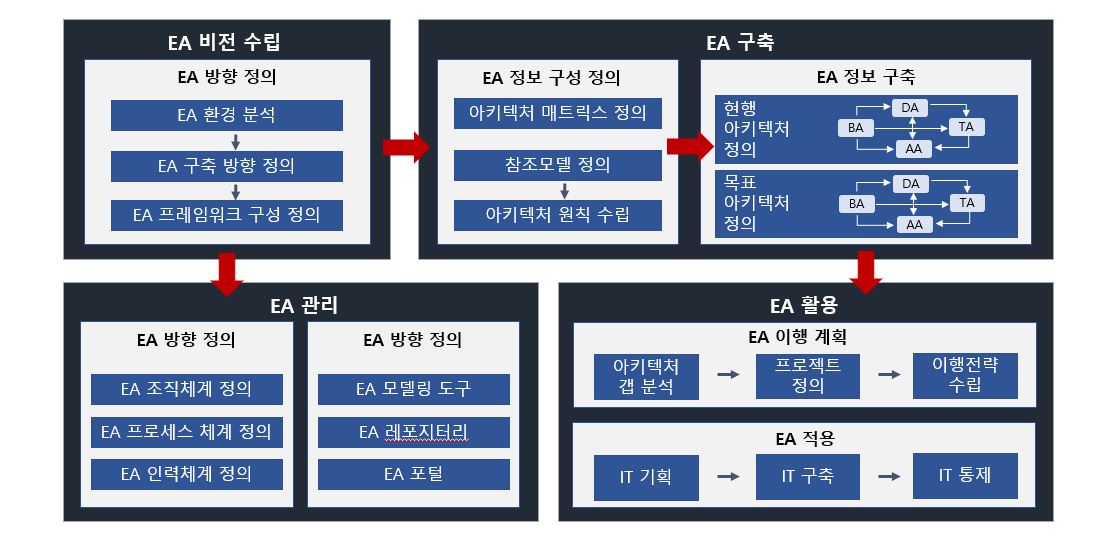 EA 비전 수립
EA 방향 정의
EA 환경 분석
EA 구축 방향 정의
EA 프레임워크 구성 정의
EA 구축
EA 정보 구성 정의
아키텍처 매트릭스 정의
참조모델 정의
아키텍처 원칙 수립
EA 정보 구축
현행
아키텍처
정의
DA
BA
TA
AA
목표
아키텍처
정의
DA
BA
TA
AA
EA 관리
EA 방향 정의
EA 조직체계 정의
EA 프로세스 체계 정의
EA 인력체계 정의
EA 방향 정의
EA 모델링 도구
EA 레포지터리
EA 포털
EA 활용
EA 이행 계획
아키텍처
갭 분석
프로젝트
정의
이행전략
수립
EA 적용
IT 기획
IT 구축
IT 통제